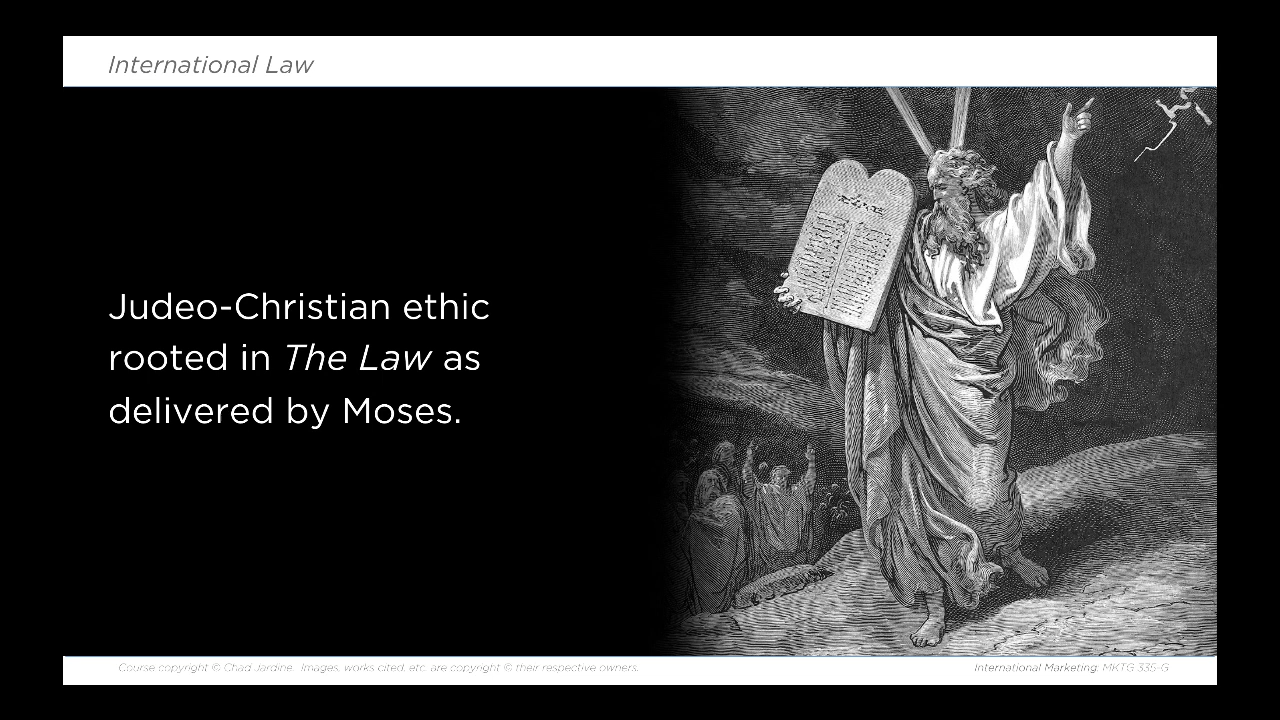 International Law
Judeo-Christian ethic
rooted in The Law as
delivered by Moses.
Course copyright © Chad Jardine. Images, works cited, etc. are copyright © their respective owners.
International Marketing: MKTG 335-G